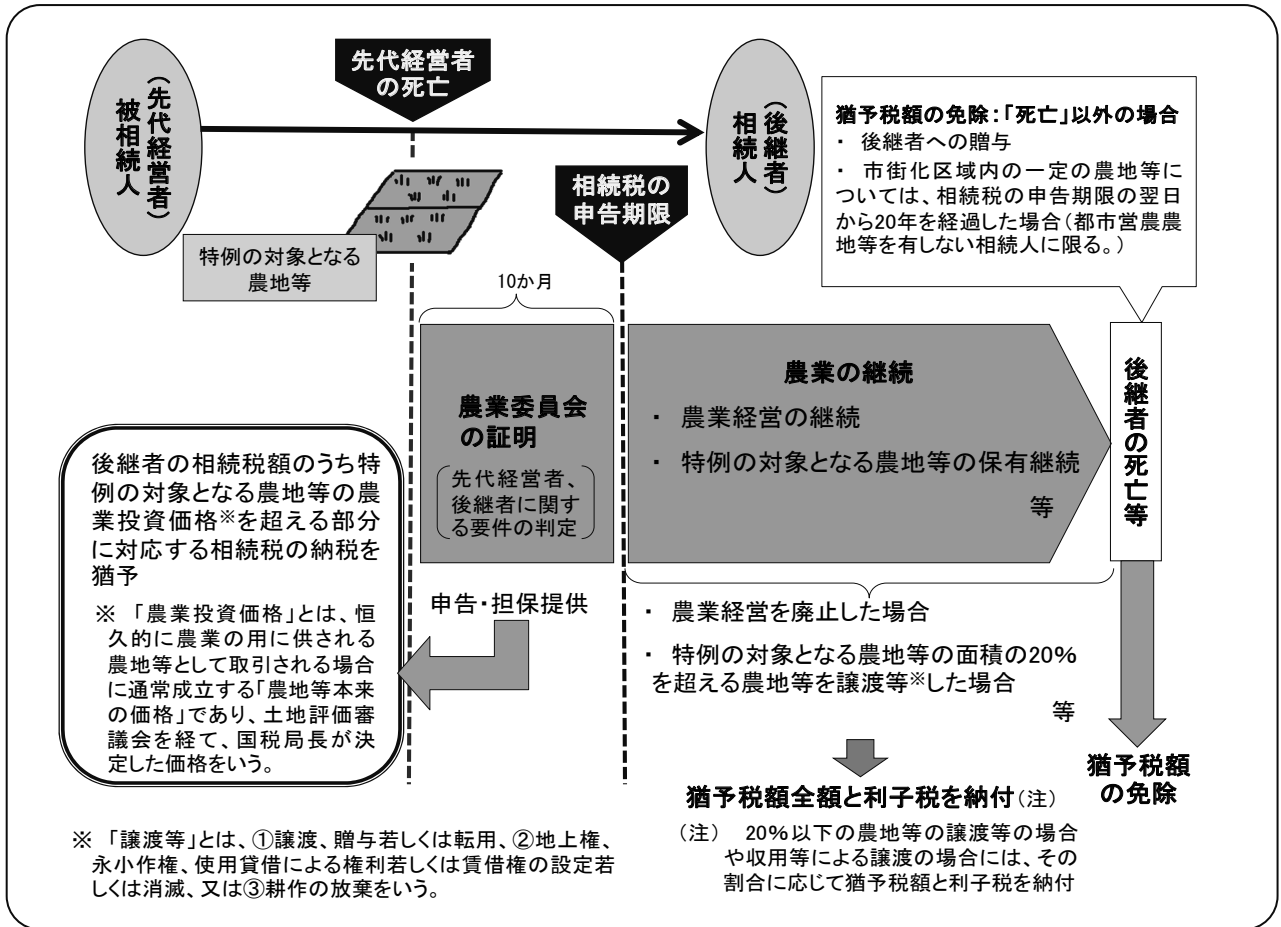 被相続人
（先代経営者）
先代経営者
の死亡
相続人
（後継者）
特例の対象となる
農地等
相続税の
申告期限
猶予税額の免除：「死亡」以外の場合
・ 後継者への贈与
・ 市街化区域内の一定の農地等に
ついては、相続税の申告期限の翌日
から20年を経過した場合（都市営農農
地等を有しない相続人に限る。）
10か月
農業委員会
の証明
先代経営者、
後継者に関す
る要件の判定
農業の継続
・ 農業経営の継続
・ 特例の対象となる農地等の保有継続
等
後継者の死亡等
後継者の相続税額のうち特
例の対象となる農地等の農
業投資価格※を超える部分
に対応する相続税の納税を
猶予
※ 「農業投資価格」とは、恒
久的に農業の用に供される
農地等として取引される場合
に通常成立する「農地等本来
の価格」であり、土地評価審
議会を経て、国税局長が決
定した価格をいう。
申告・担保提供
・ 農業経営を廃止した場合
・ 特例の対象となる農地等の面積の20%
を超える農地等を譲渡等※した場合
等
猶予税額全額と利子税を納付（注）
（注） 20%以下の農地等の譲渡等の場合
や収用等による譲渡の場合には、その
割合に応じて猶予税額と利子税を納付
猶予税額
の免除
※ 「譲渡等」とは、①譲渡、贈与若しくは転用、②地上権、
永小作権、使用貸借による権利若しくは賃借権の設定若
しくは消滅、又は③耕作の放棄をいう。